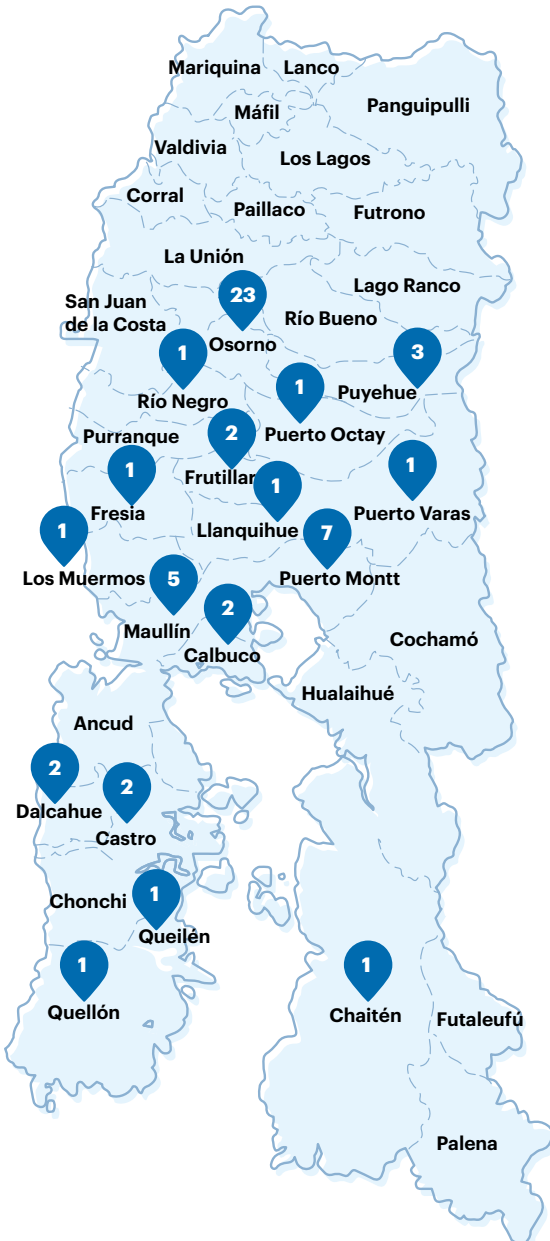 Mariquina
Lanco
Panguipulli
Máfil
Valdivia
Los Lagos
Corral
Paillaco
Futrono
La Unión
Lago Ranco
23
San Juan
de la Costa
Río Bueno
Osorno
1
3
Río Negro
1
Puyehue
Puerto Octay
Purranque
2
1
Frutillar
1
1
Fresia
Puerto Varas
Llanquihue
1
7
Los Muermos
5
Puerto Montt
2
Maullín
Calbuco
Cochamó
Hualaihué
Ancud
2
2
Dalcahue
Castro
1
Chonchi
Queilén
1
1
Quellón
Chaitén
Futaleufú
Palena